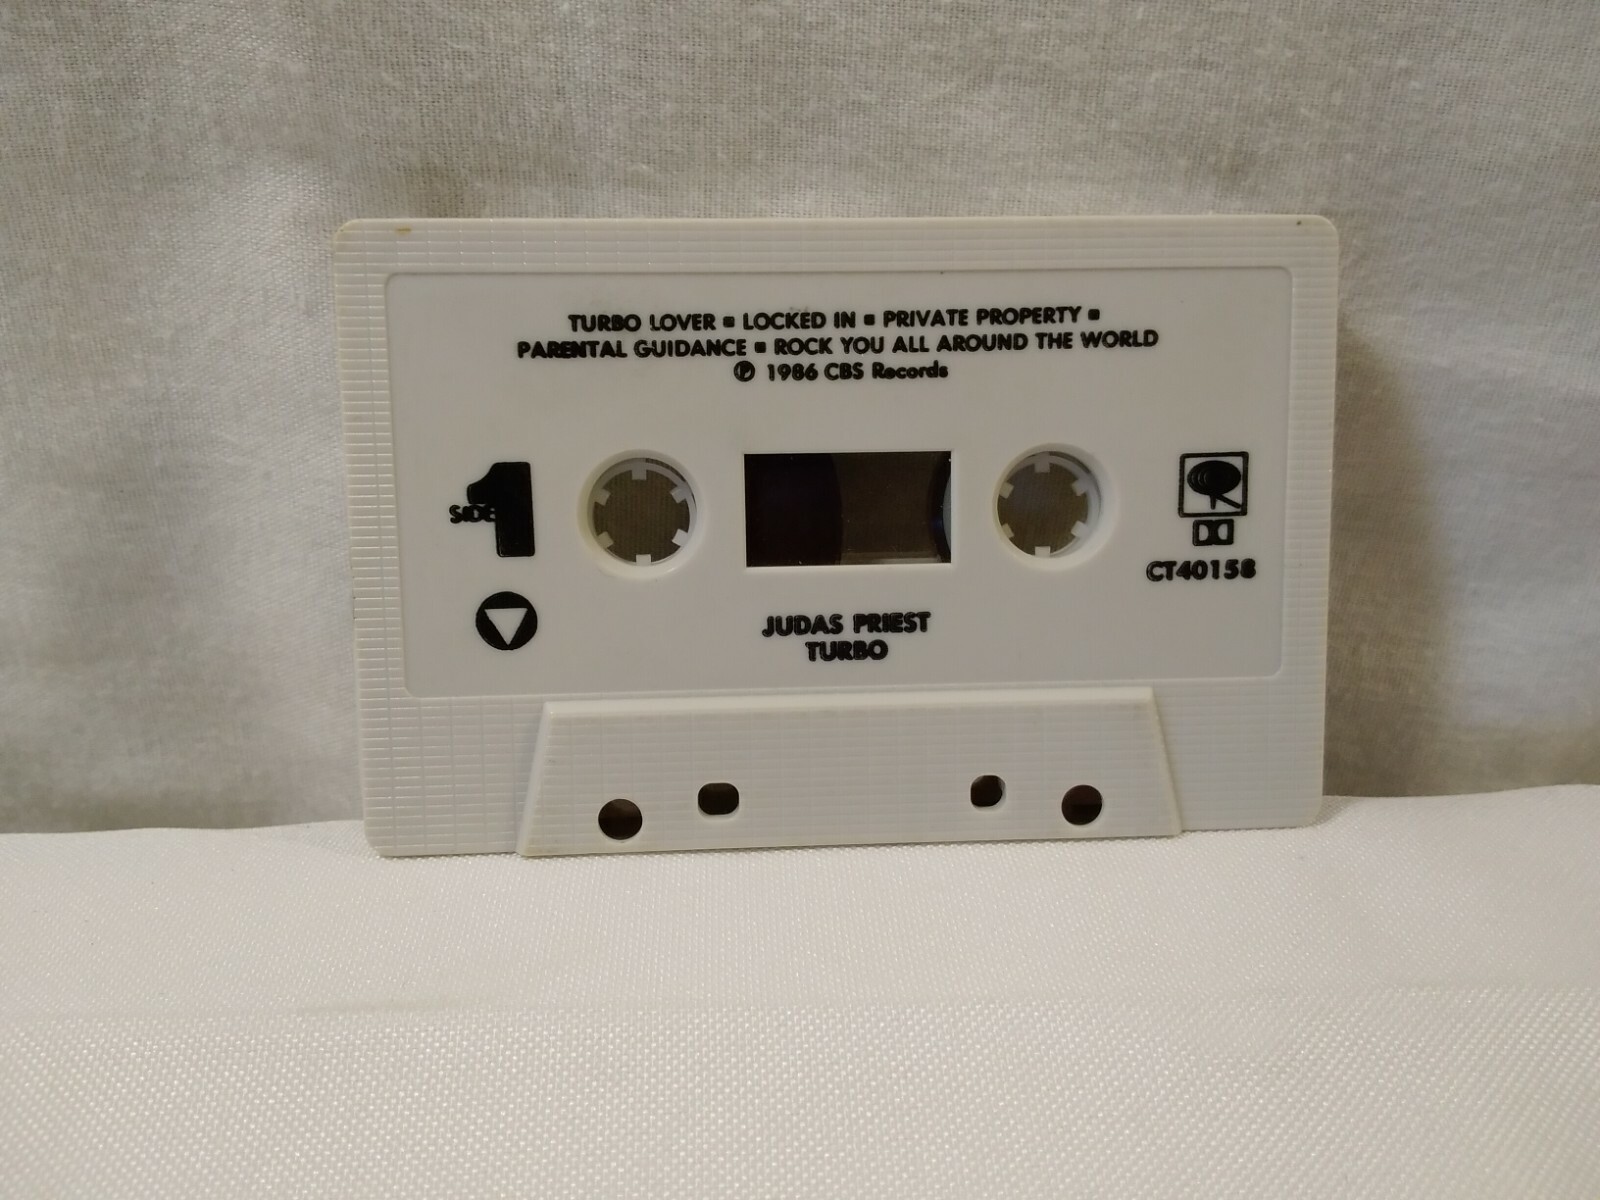 TURBO LOVER ▪ LOCKED IN ▪ PRIVATE PROPERTY ▪
PARENTAL GUIDANCE ▪ ROCK YOU ALL AROUND THE WORLD
℗ 1986 CBS Records
SIDE 1
CT40158
JUDAS PRIEST
TURBO